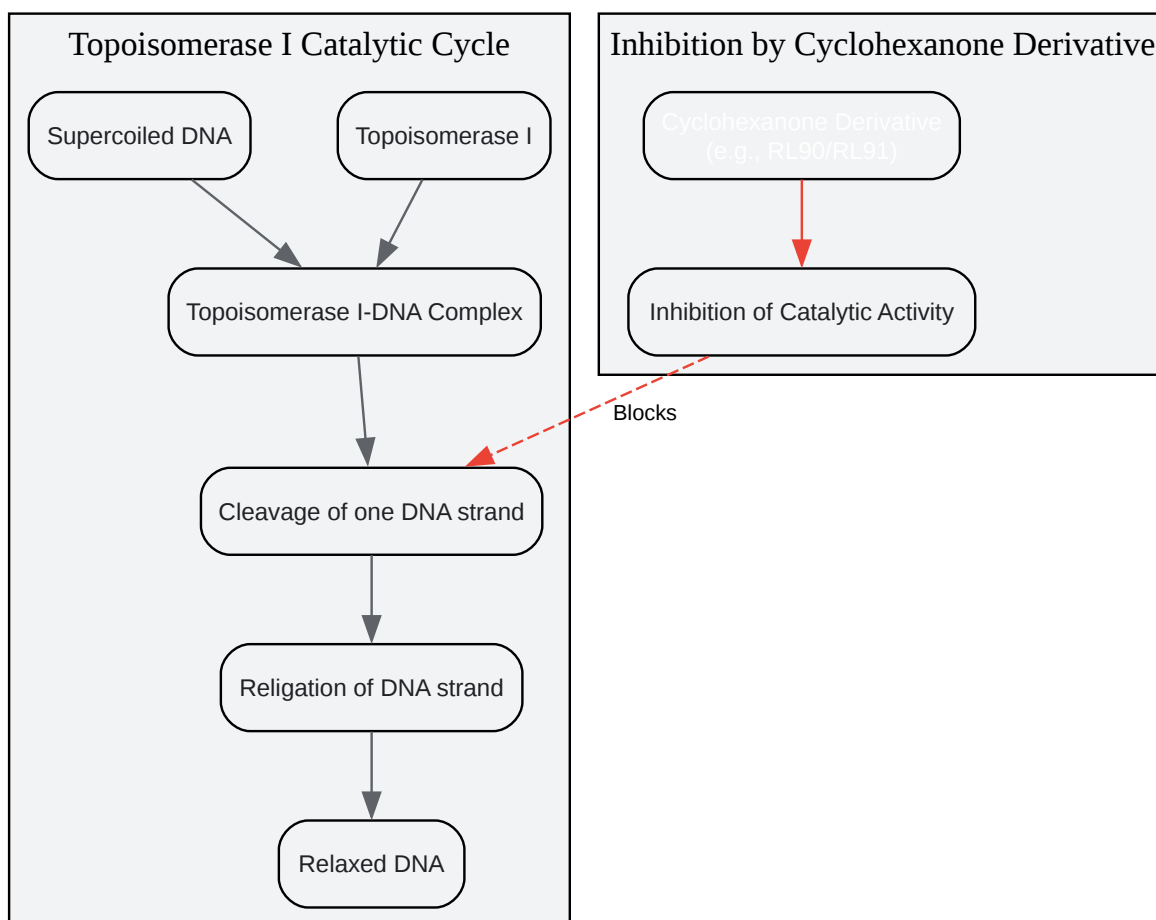 Topoisomerase I Catalytic Cycle
Supercoiled DNA
Topoisomerase I
Topoisomerase I-DNA Complex
Cleavage of one DNA strand
Religation of DNA strand
Relaxed DNA
Inhibition by Cyclohexanone Derivative
Cyclohexanone Derivative
(e.g., RL90/RL91)
Inhibition of Catalytic Activity
Blocks